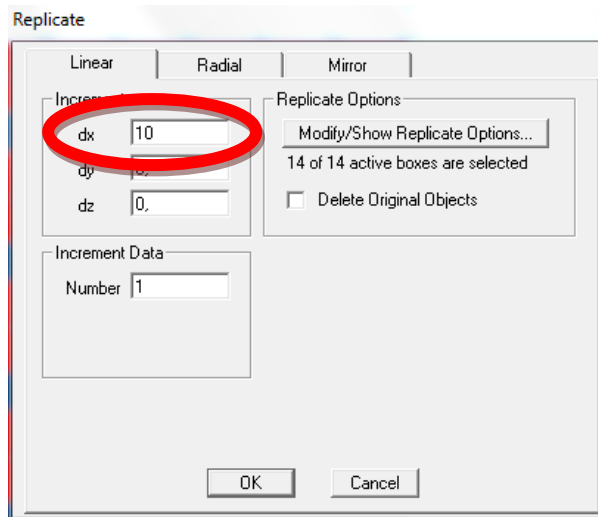 Replicate
Linear Radial Mirror
Replicate Options
dx 10
Modify/Show Replicate Options...
14 of 14 active boxes are selected
dy
dz 0,
Delete Original Objects
Increment Data
Number 1
OK Cancel